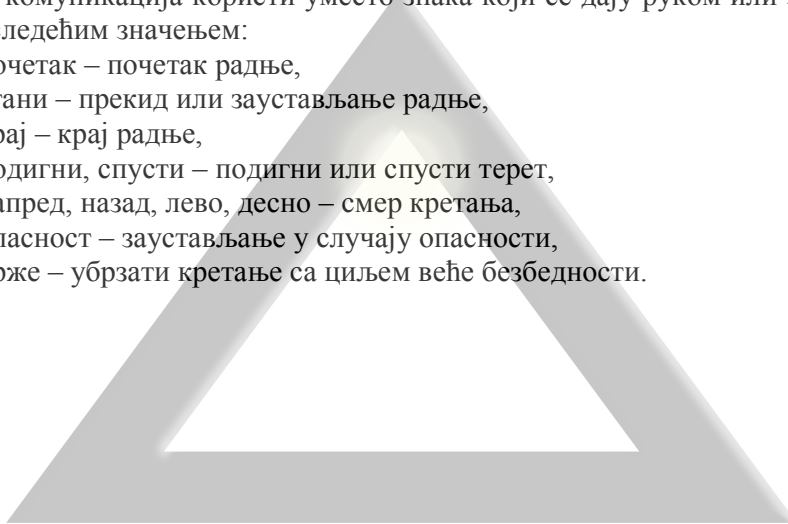 комуникација користи уместо знака који се дају руком или
ледећим значењем:
очетак – почетак радње,
тани – прекид или заустављање радње,
рај – крај радње,
одигни, спусти – подигни или спусти терет,
апред, назад, лево, десно – смер кретања,
пасност – заустављање у случају опасности,
рже – убрзати кретање са циљем веће безбедности.